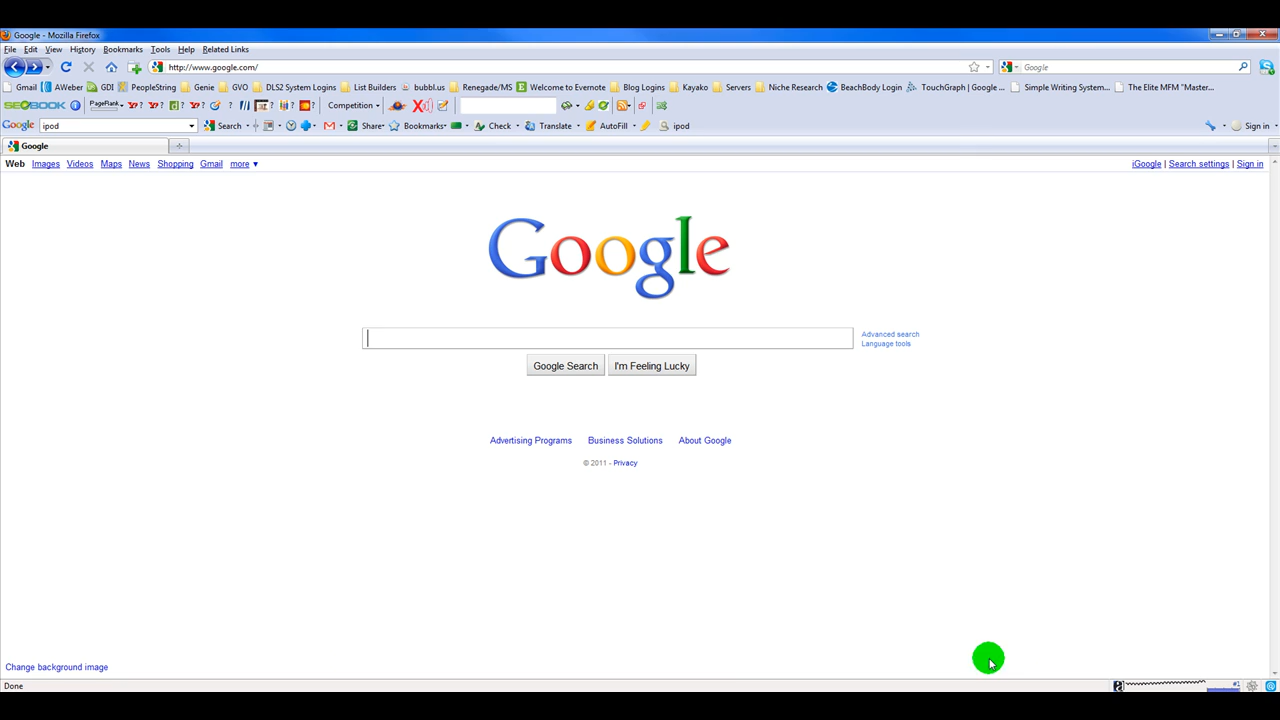 Google - Mozilla Firefox
File Edit View History Bookmarks Tools Help Related Links
http://www.google.com/ Google
Gmail AWeber GDI PeopleString Genie GVO DLS2 System Logins List Builders bubbl.us Renegade/MS Welcome to Evernote Blog Logins Kayako Servers Niche Research BeachBody Login TouchGraph | Google ... Simple Writing System... The Elite MFM "Master...
SEOBOOK PageRank ? ? ? ? ? ? ? ? Competition X
Google ipod Search Share Bookmarks Check Translate AutoFill ipod Sign in
Google
Web Images Videos Maps News Shopping Gmail more ▼ iGoogle | Search settings | Sign in
Google
Advanced search
Language tools
Google Search I'm Feeling Lucky
Advertising Programs Business Solutions About Google
© 2011 - Privacy
Change background image
Done #1